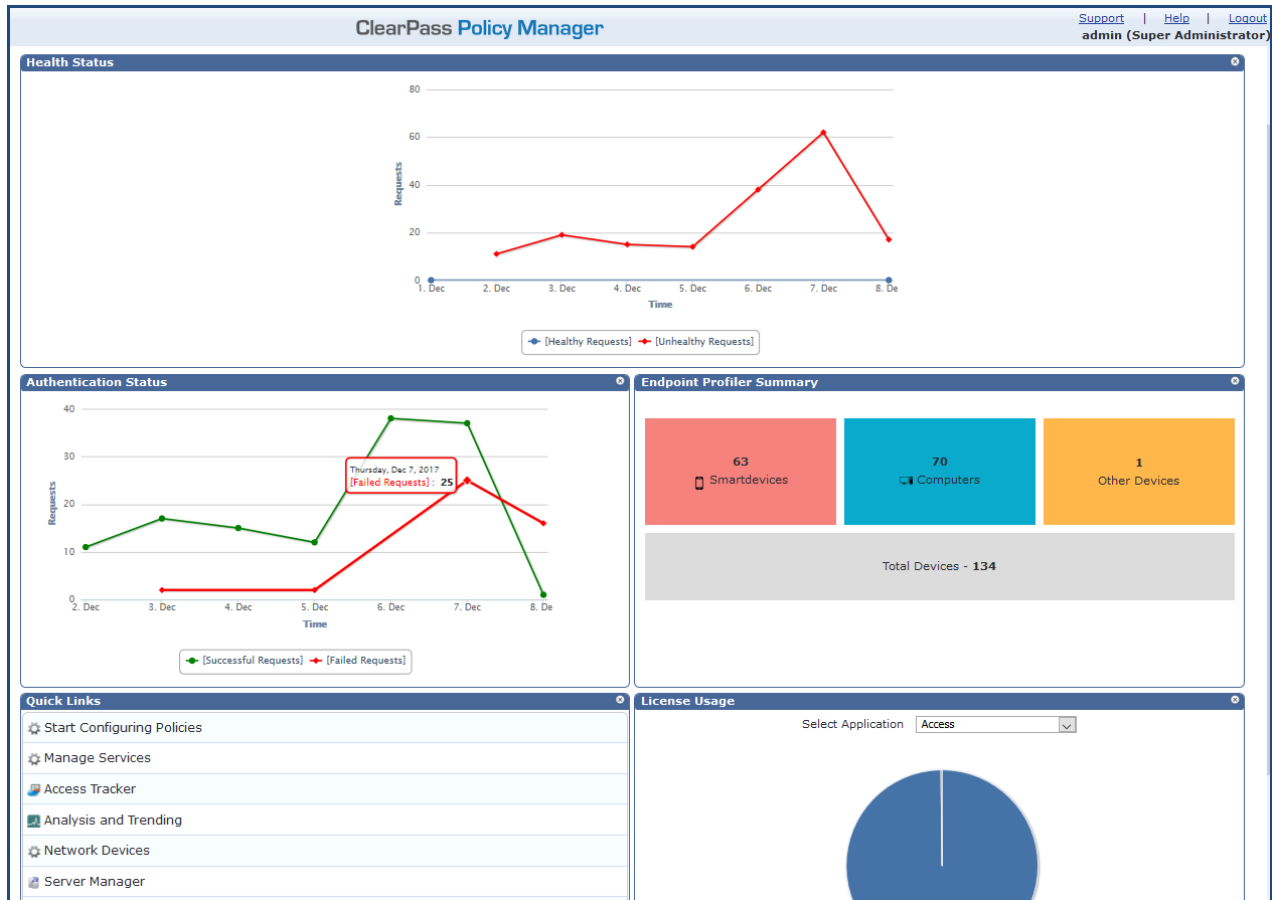 ClearPass Policy Manager
Support | Help | Logout
admin (Super Administrator)
Health Status
80
60
40
20
0
Requests
1. Dec 2. Dec 3. Dec 4. Dec 5. Dec 6. Dec 7. Dec 8. De
Time
[Healthy Requests] [Unhealthy Requests]
Authentication Status
40
30
20
10
0
Requests
Thursday, Dec 7, 2017
[Failed Requests] : 25
2. Dec 3. Dec 4. Dec 5. Dec 6. Dec 7. Dec 8. De
Time
[Successful Requests] [Failed Requests]
Endpoint Profiler Summary
63
Smartdevices
70
Computers
1
Other Devices
Total Devices - 134
Quick Links
Start Configuring Policies
Manage Services
Access Tracker
Analysis and Trending
Network Devices
Server Manager
License Usage
Select Application Access